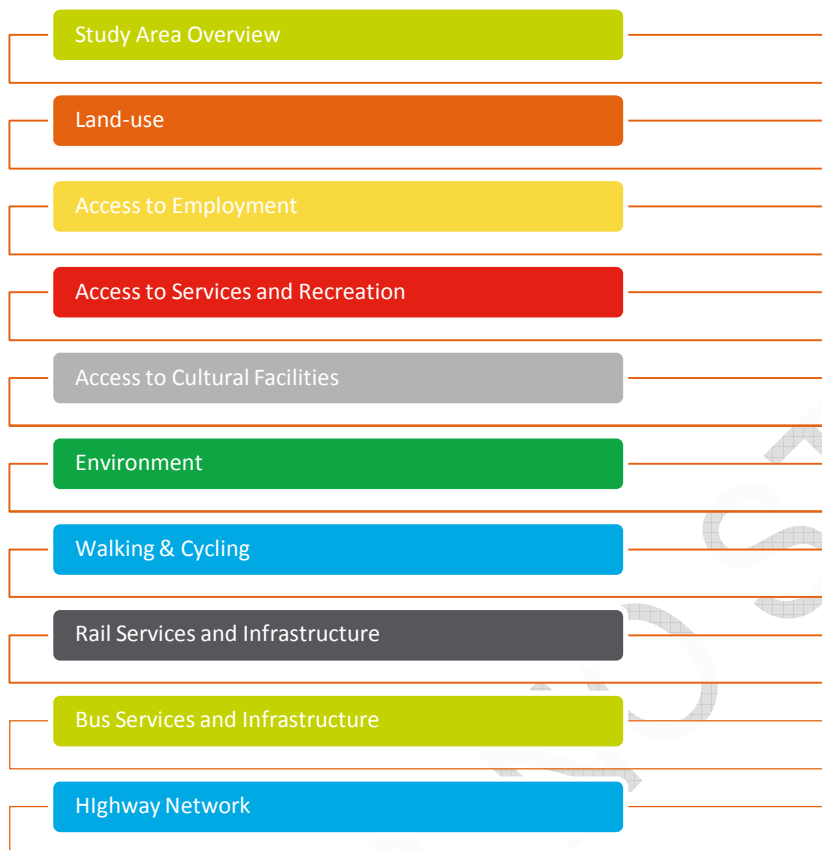 Study Area Overview
Land-use
Access to Employment
Access to Services and Recreation
Access to Cultural Facilities
Environment
Walking & Cycling
Rail Services and Infrastructure
Bus Services and Infrastructure
HIghway Network